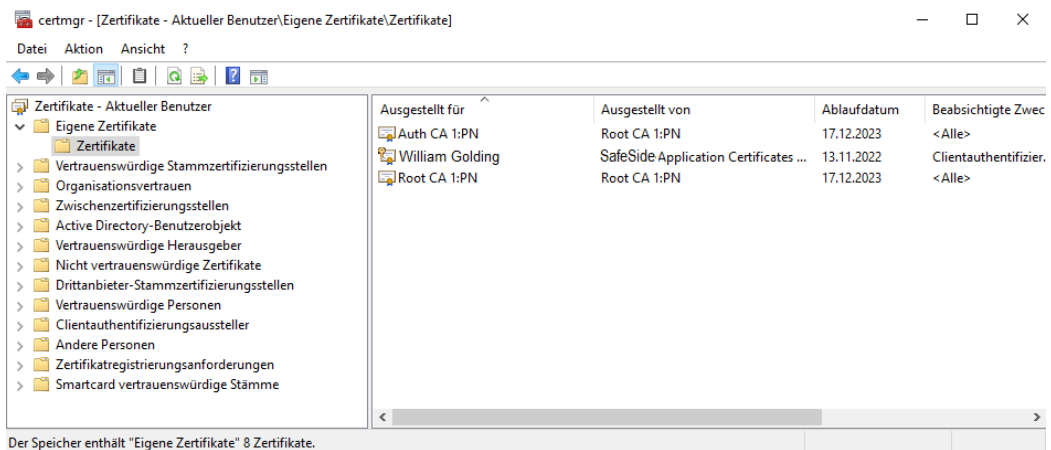 certmgr - [Zertifikate - Aktueller Benutzer\Eigene Zertifikate\Zertifikate]
Datei Aktion Ansicht ?
Zertifikate - Aktueller Benutzer
Eigene Zertifikate
Zertifikate
Vertrauenswürdige Stammzertifizierungsstellen
Organisationsvertrauen
Zwischenzertifizierungsstellen
Active Directory-Benutzerobjekt
Vertrauenswürdige Herausgeber
Nicht vertrauenswürdige Zertifikate
Drittanbieter-Stammzertifizierungsstellen
Vertrauenswürdige Personen
Clientauthentifizierungsaussteller
Andere Personen
Zertifikatregistrierungsanforderungen
Smartcard vertrauenswürdige Stämme
Ausgestellt für Ausgestellt von Ablaufdatum Beabsichtigte Zwec
Auth CA 1:PN Root CA 1:PN 17.12.2023 <Alle>
William Golding SafeSide Application Certificates ... 13.11.2022 Clientauthentifizier.
Root CA 1:PN Root CA 1:PN 17.12.2023 <Alle>
Der Speicher enthält "Eigene Zertifikate" 8 Zertifikate.